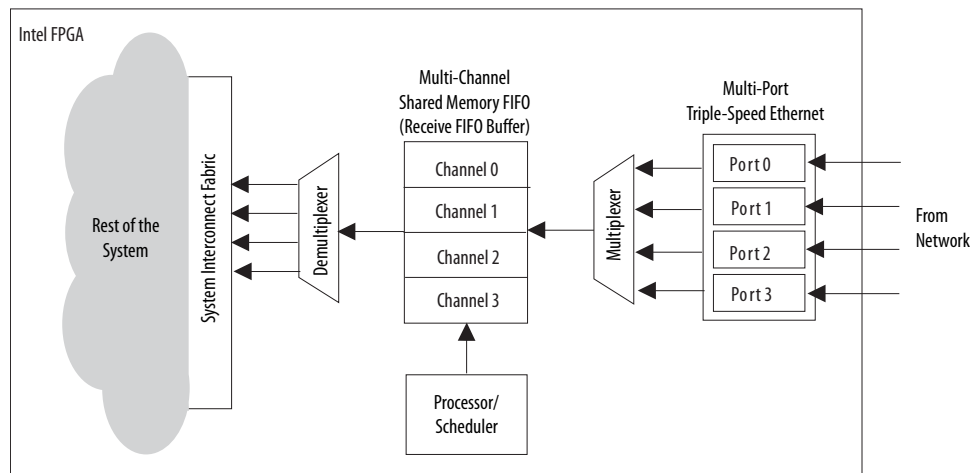 Intel FPGA
Multi-Channel
Shared Memory FIFO
(Receive FIFO Buffer)
Multi-Port
Triple-Speed Ethernet
Rest of the
System
System Interconnect Fabric
Demultiplexer
Channel 0
Channel 1
Channel 2
Channel 3
Multiplexer
Port 0
Port 1
Port 2
Port 3
From
Network
Processor/
Scheduler